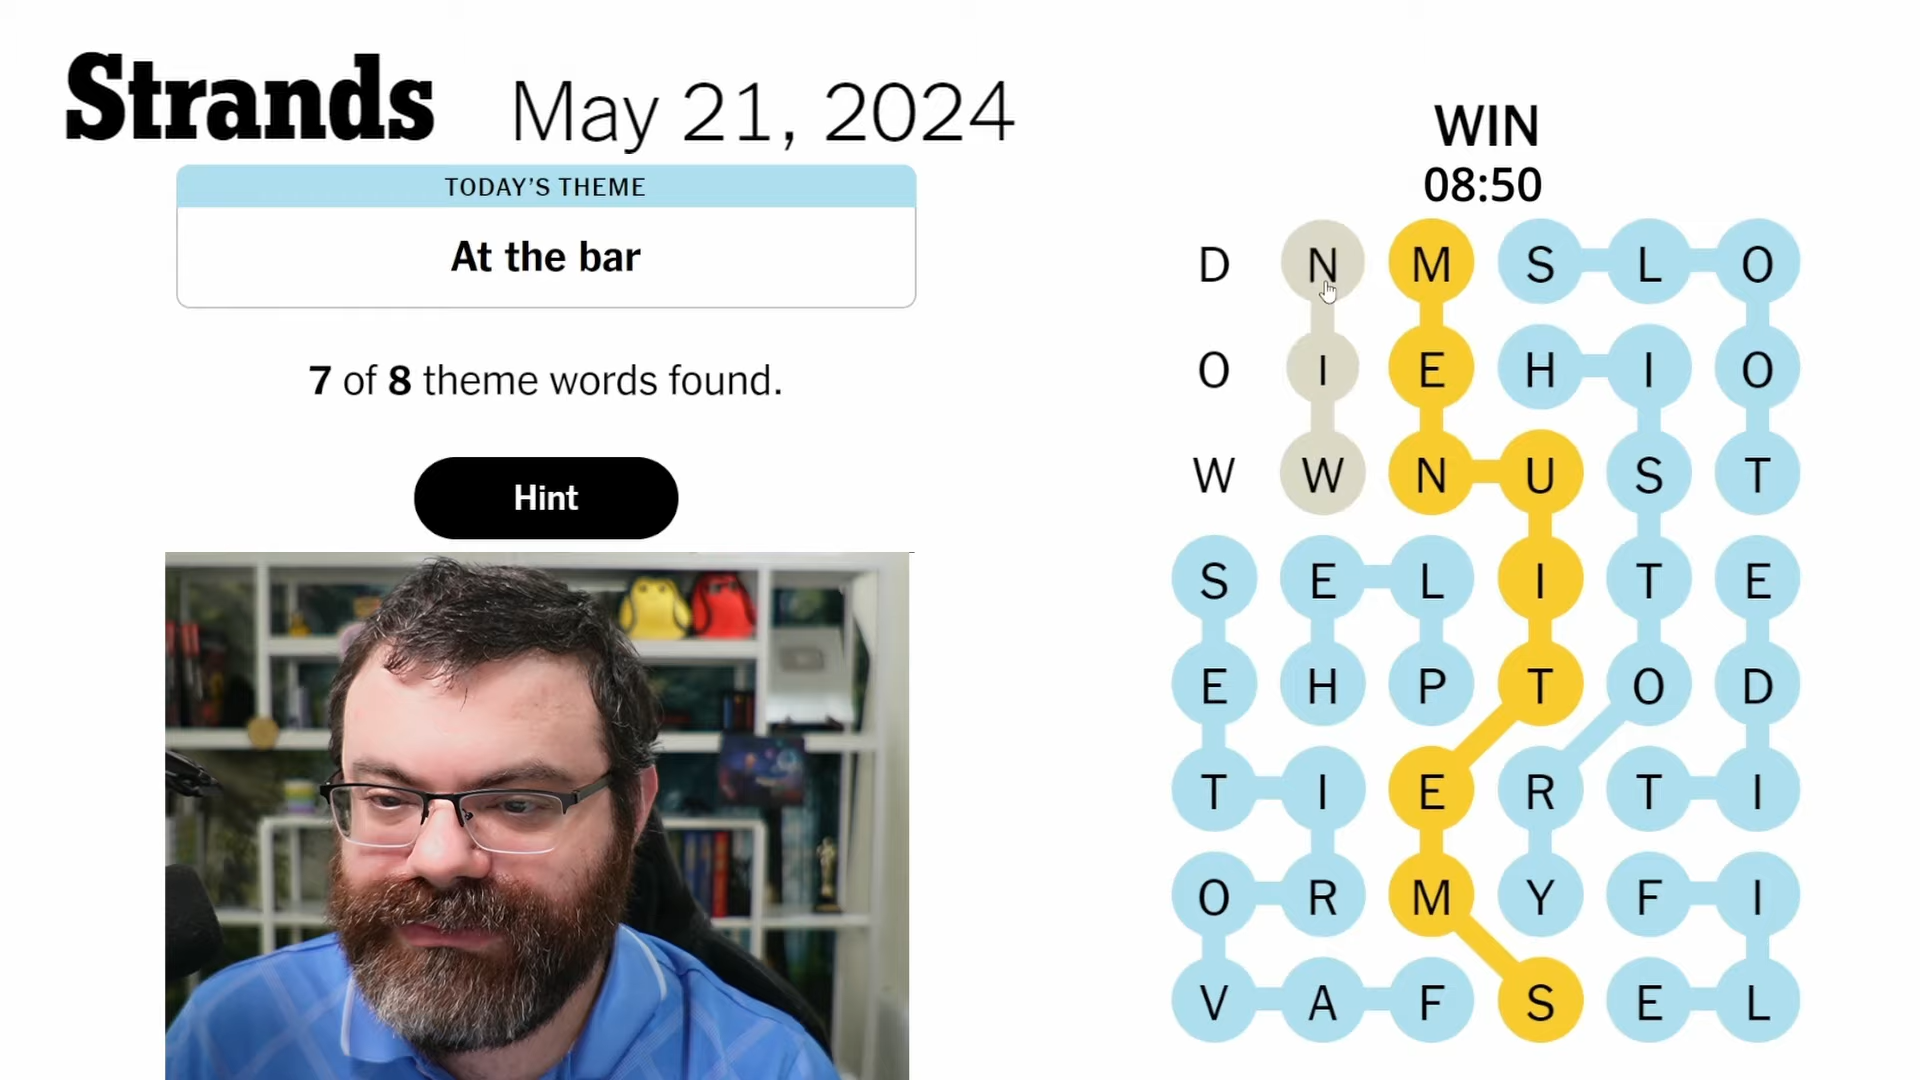 Strands May 21, 2024
TODAY'S THEME
At the bar
7 of 8 theme words found.
Hint
WIN
08:50
D N M S L O
O I E H I O
W W N U S T
S E L I T E
E H P T O D
T I E R T I
O R M Y F I
V A F S E L